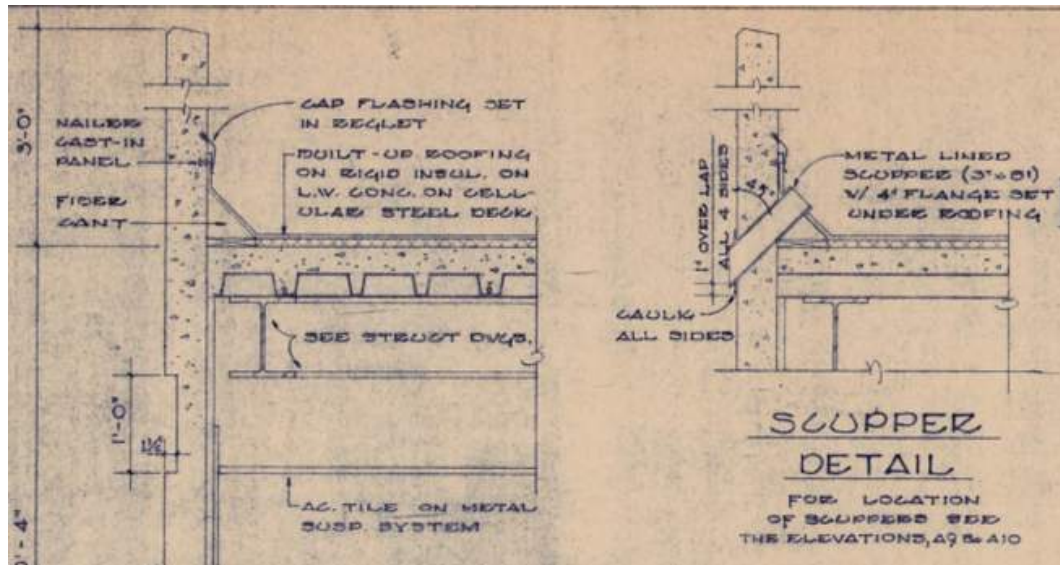 3'-0"
NAILER
CAST-IN
PANEL
FIBER
CANT
CAP FLASHING SET
IN REGLET
BUILT-UP ROOFING
ON RIGID INSUL. ON
L.W. CONC. ON CELL-
ULAR STEEL DECK
SEE STRUCT DWGS.
1'-0"
1½"
AC. TILE ON METAL
SUSP. SYSTEM
1" OVER LAP
ALL 4 SIDES
45°
METAL LINED
SCUPPER
W/ 4" FLANGE SET
UNDER ROOFING
CAULK
ALL SIDES
SCUPPER
DETAIL
FOR LOCATION
OF SCUPPERS SEE
THE ELEVATIONS, A9 & A10